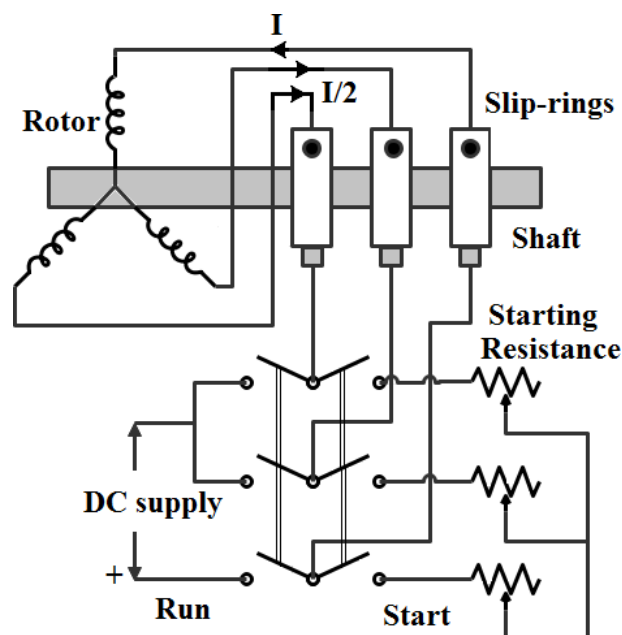 I
I/2
Slip-rings
Rotor
Shaft
Starting
Resistance
DC supply
+
Run
Start